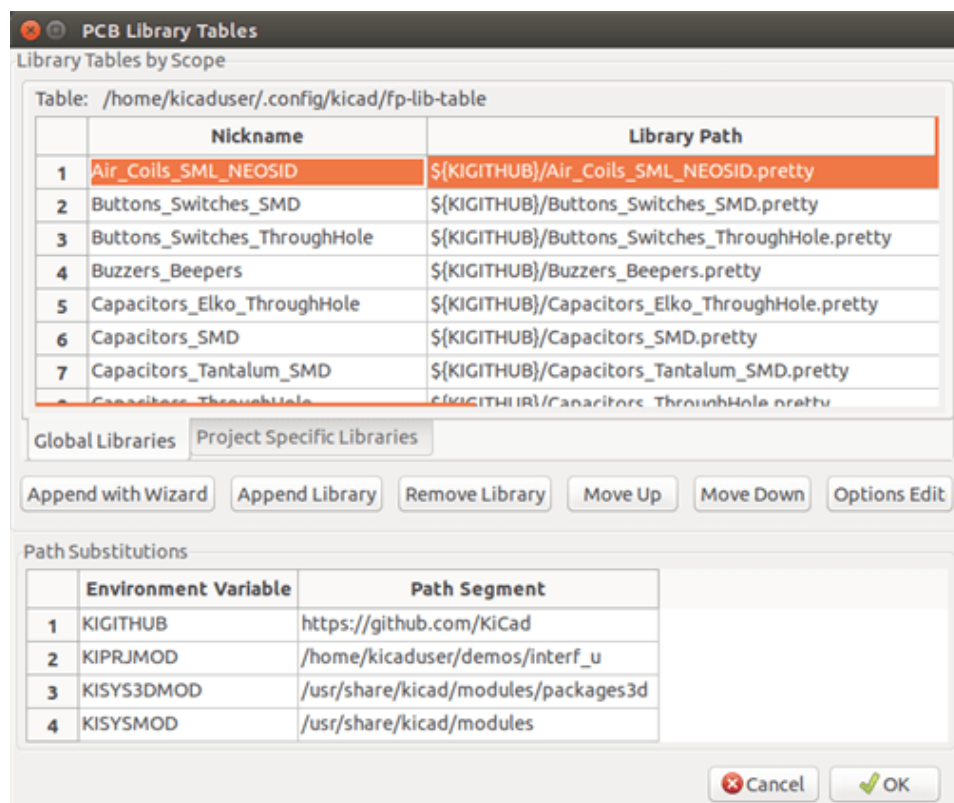 PCB Library Tables
Library Tables by Scope
Table: /home/kicaduser/.config/kicad/fp-lib-table
Nickname Library Path
1 Air_Coils_SML_NEOSID ${KIGITHUB}/Air_Coils_SML_NEOSID.pretty
2 Buttons_Switches_SMD ${KIGITHUB}/Buttons_Switches_SMD.pretty
3 Buttons_Switches_ThroughHole ${KIGITHUB}/Buttons_Switches_ThroughHole.pretty
4 Buzzers_Beepers ${KIGITHUB}/Buzzers_Beepers.pretty
5 Capacitors_Elko_ThroughHole ${KIGITHUB}/Capacitors_Elko_ThroughHole.pretty
6 Capacitors_SMD ${KIGITHUB}/Capacitors_SMD.pretty
7 Capacitors_Tantalum_SMD ${KIGITHUB}/Capacitors_Tantalum_SMD.pretty
8 Capacitors_ThroughHole ${KIGITHUB}/Capacitors_ThroughHole.pretty
Global Libraries Project Specific Libraries
Append with Wizard Append Library Remove Library Move Up Move Down Options Edit
Path Substitutions
Environment Variable Path Segment
1 KIGITHUB https://github.com/KiCad
2 KIPRJMOD /home/kicaduser/demos/interf_u
3 KISYS3DMOD /usr/share/kicad/modules/packages3d
4 KISYSMOD /usr/share/kicad/modules
Cancel OK